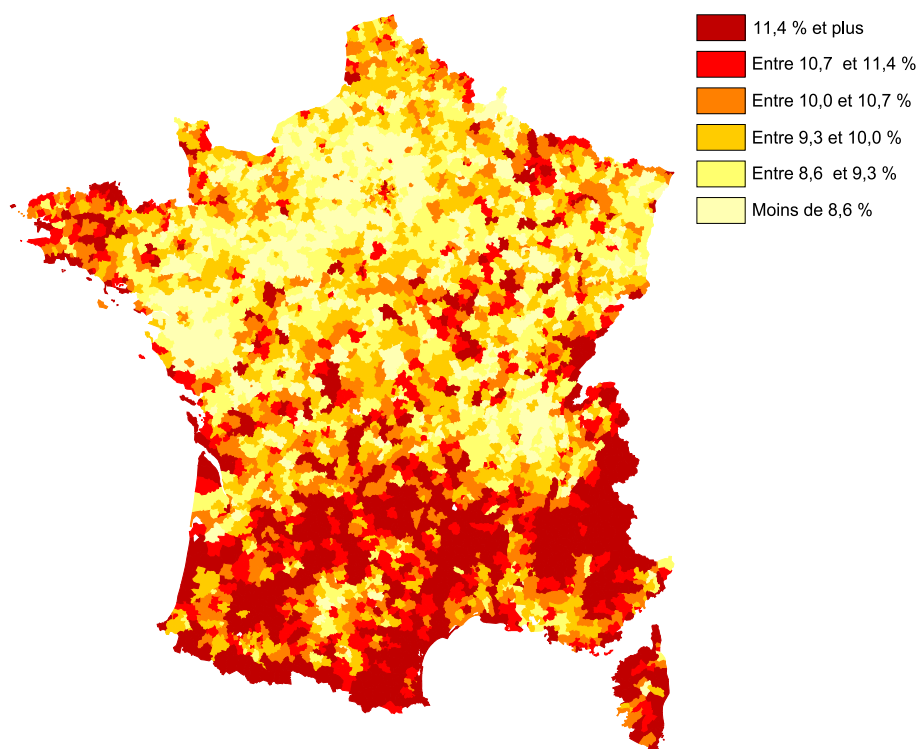 11,4 % et plus
Entre 10,7 et 11,4 %
Entre 10,0 et 10,7 %
Entre 9,3 et 10,0 %
Entre 8,6 et 9,3 %
Moins de 8,6 %